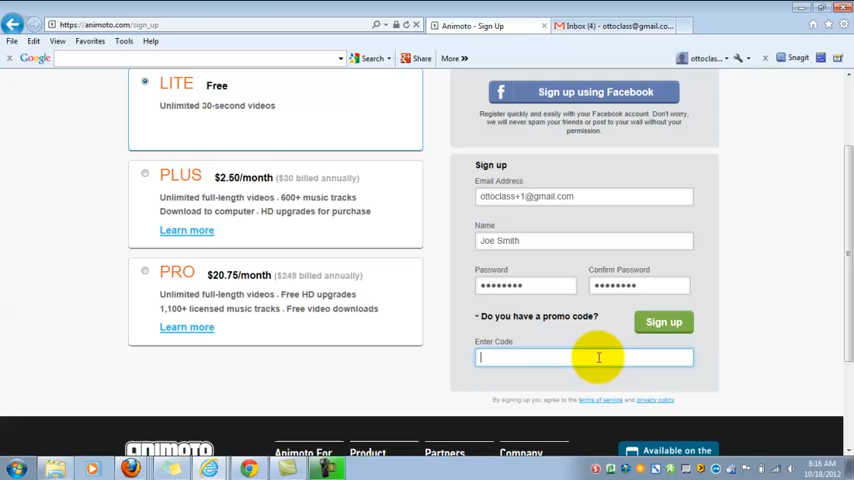 https://animoto.com/sign_up
Animoto - Sign Up
Inbox (4) - ottoclass@gmail.co...
File Edit View Favorites Tools Help
Google
Search
Share
More »
ottoclas...
Snagit
LITE Free
Unlimited 30-second videos
PLUS $2.50/month ($30 billed annually)
Unlimited full-length videos . 600+ music tracks
Download to computer . HD upgrades for purchase
Learn more
PRO $20.75/month ($249 billed annually)
Unlimited full-length videos . Free HD upgrades
1,100+ licensed music tracks . Free video downloads
Learn more
f Sign up using Facebook
Register quickly and easily with your Facebook account. Don't worry,
we will never spam your friends or post to your wall without your
permission.
Sign up
Email Address
ottoclass+1@gmail.com
Name
Joe Smith
Password Confirm Password
•••••••• ••••••••
- Do you have a promo code?
Sign up
Enter Code
By signing up you agree to the terms of service and privacy policy.
ANIMOTO
Animoto For
Product
Partners
Company
Available on the
8:16 AM
10/18/2012